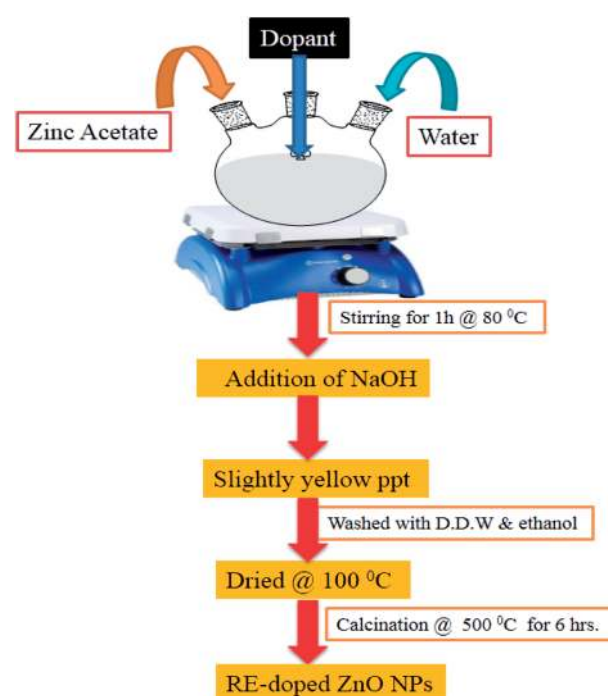 Dopant
Zinc Acetate
Water
Stirring for 1h @ 80 ⁰C
Addition of NaOH
Slightly yellow ppt
Washed with D.D.W & ethanol
Dried @ 100 ⁰C
Calcination @ 500 ⁰C for 6 hrs.
RE-doped ZnO NPs